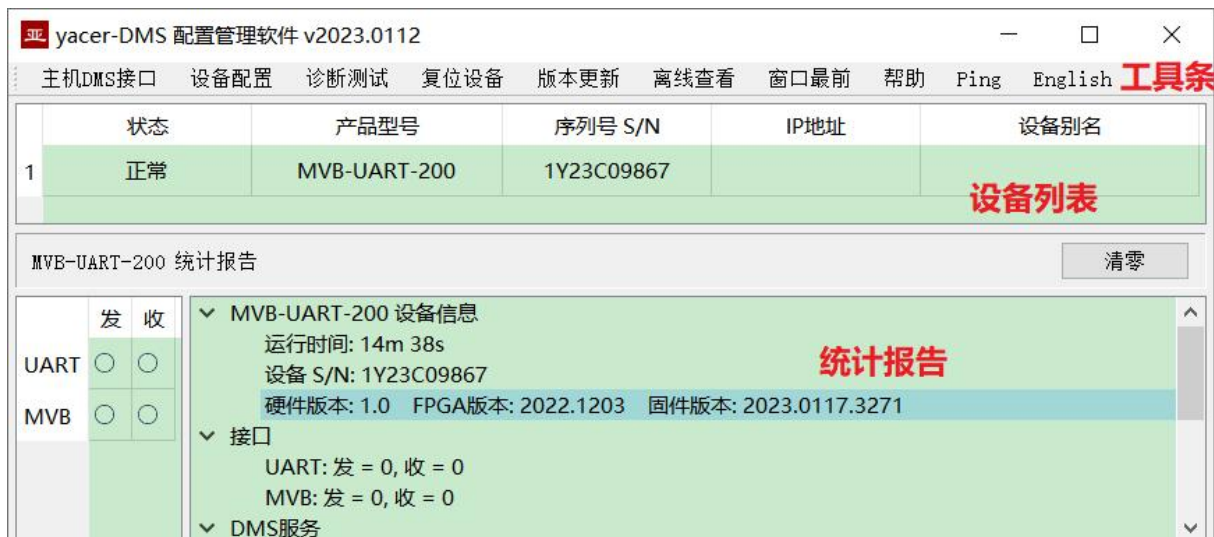 亚 yacer-DMS 配置管理软件 v2023.0112
主机DMS接口 设备配置 诊断测试 复位设备 版本更新 离线查看 窗口最前 帮助 Ping English 工具条
状态 产品型号 序列号 S/N IP地址 设备别名
1 正常 MVB-UART-200 1Y23C09867
设备列表
MVB-UART-200 统计报告 清零
发 收
UART
MVB
MVB-UART-200 设备信息
运行时间: 14m 38s
统计报告
设备 S/N: 1Y23C09867
硬件版本: 1.0 FPGA版本: 2022.1203 固件版本: 2023.0117.3271
接口
UART: 发 = 0, 收 = 0
MVB: 发 = 0, 收 = 0
DMS服务